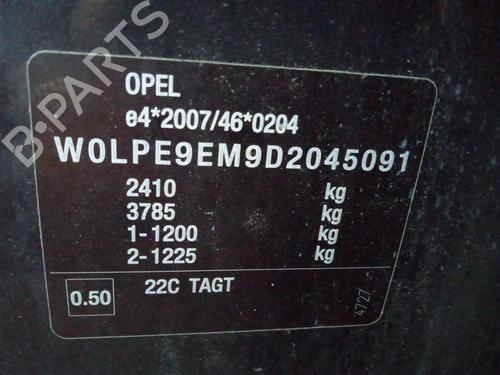 B-PARTS
OPEL
e4*2007/46*0204
W0LPE9EM9D2045091
2410 kg
3785 kg
1-1200 kg
2-1225 kg
0.50 22C TAGT
4727